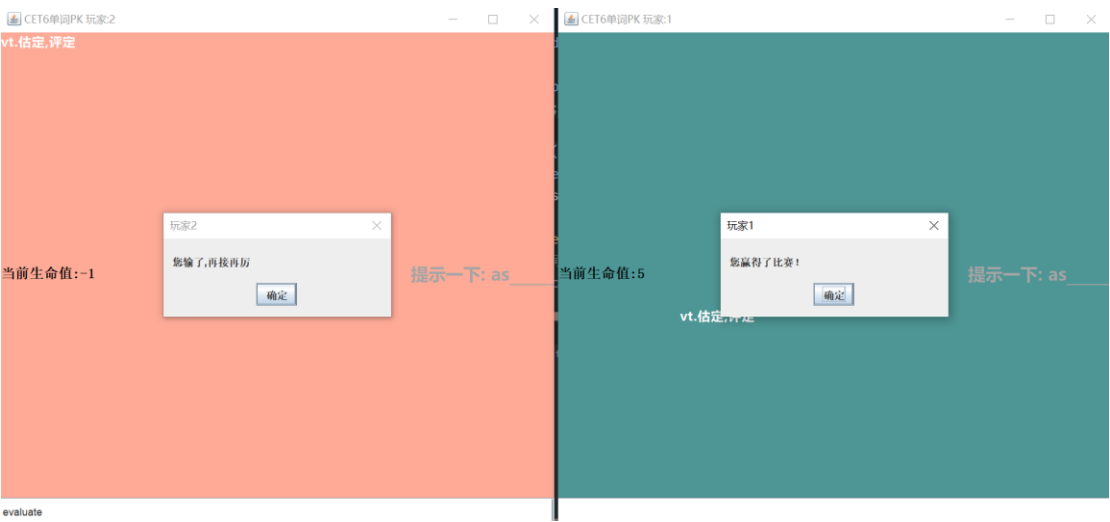 CET6单词PK 玩家:2
vt.估定,评定
玩家2
您输了,再接再厉
当前生命值:-1
提示一下: as_____
确定
evaluate
CET6单词PK 玩家:1
玩家1
您赢得了比赛!
当前生命值:5
提示一下: as_____
确定
vt.估定,评定